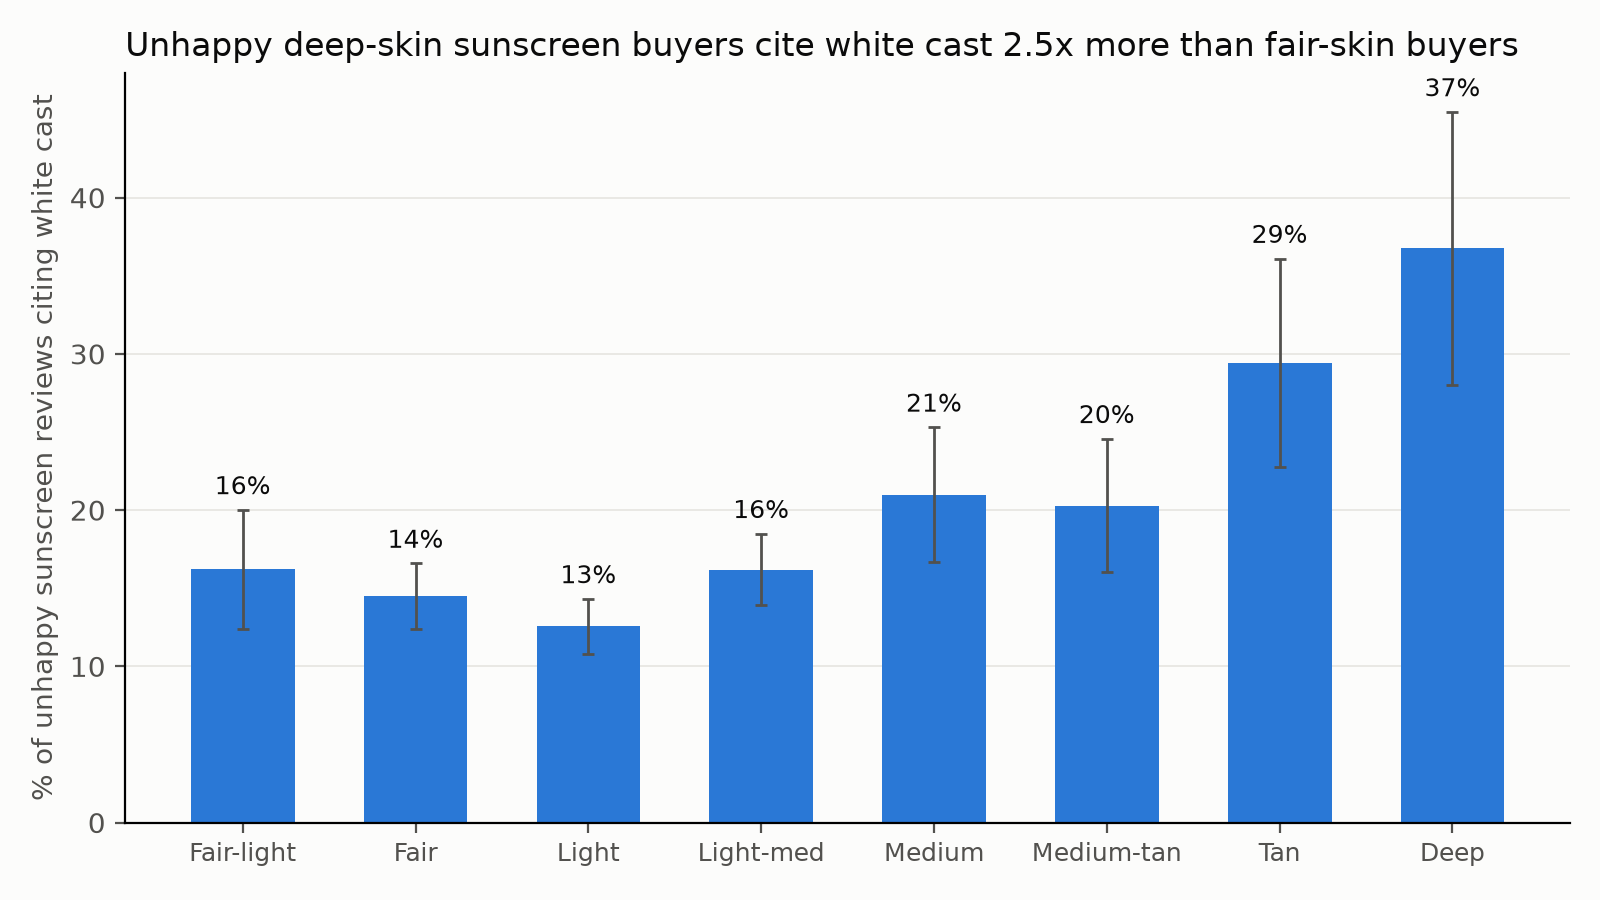 Unhappy deep-skin sunscreen buyers cite white cast 2.5x more than fair-skin buyers
% of unhappy sunscreen reviews citing white cast
40
30
20
10
0
16%
14%
13%
16%
21%
20%
29%
37%
Fair-light
Fair
Light
Light-med
Medium
Medium-tan
Tan
Deep